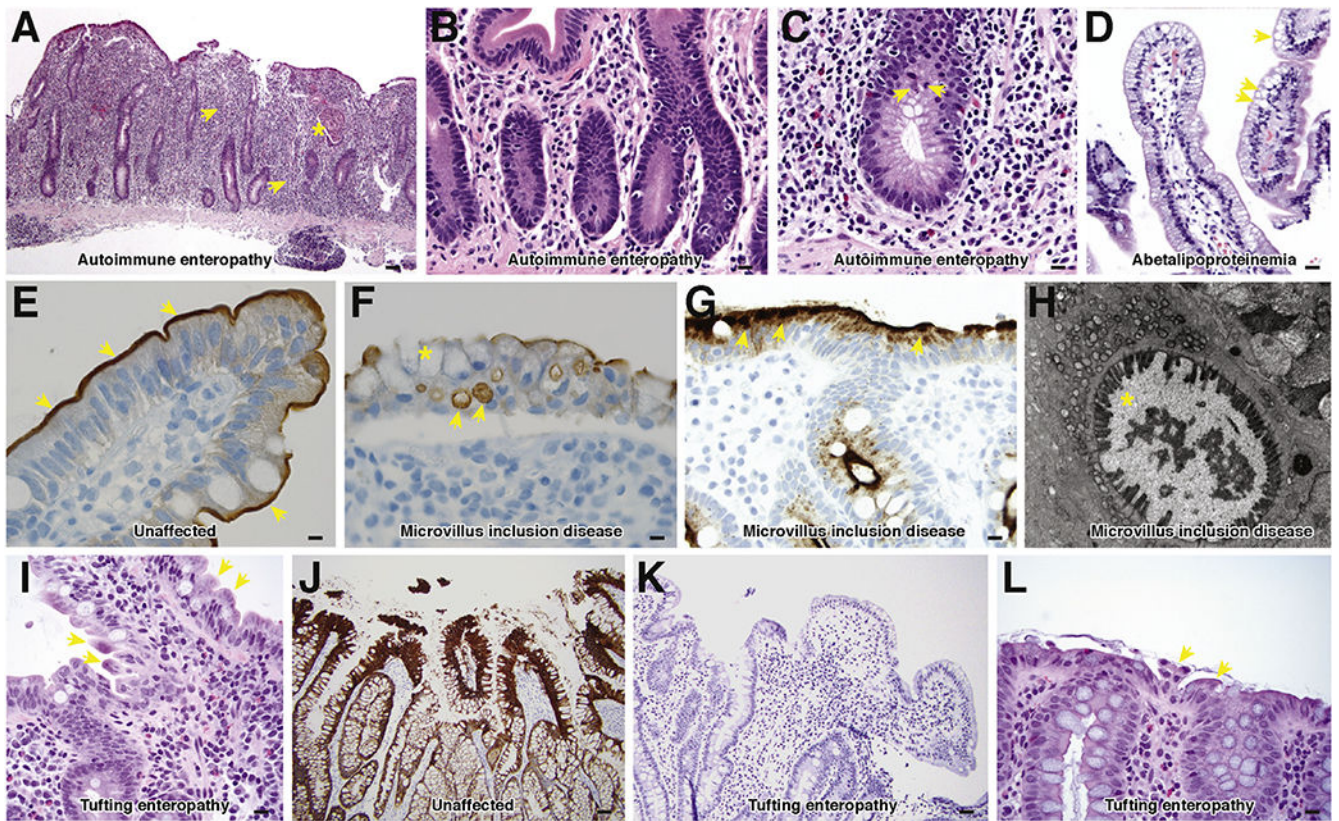 A
Autoimmune enteropathy
B
Autoimmune enteropathy
C
Autoimmune enteropathy
D
Abetalipoproteinemia
E
Unaffected
F
Microvillus inclusion disease
G
Microvillus inclusion disease
H
Microvillus inclusion disease
I
Tufting enteropathy
J
Unaffected
K
Tufting enteropathy
L
Tufting enteropathy